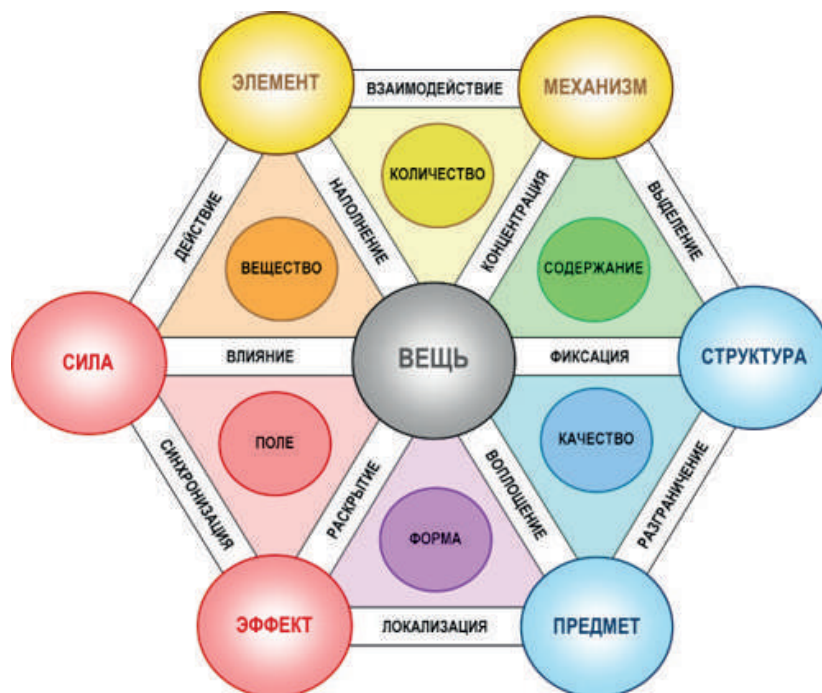 ЭЛЕМЕНТ
ВЗАИМОДЕЙСТВИЕ
МЕХАНИЗМ
КОЛИЧЕСТВО
ДЕЙСТВИЕ
НАПОЛНЕНИЕ
КОНЦЕНТРАЦИЯ
ВЫДЕЛЕНИЕ
ВЕЩЕСТВО
СОДЕРЖАНИЕ
СИЛА
ВЛИЯНИЕ
ВЕЩЬ
ФИКСАЦИЯ
СТРУКТУРА
ПОЛЕ
КАЧЕСТВО
СИНХРОНИЗАЦИЯ
РАСКРЫТИЕ
ВОПЛОЩЕНИЕ
РАЗГРАНИЧЕНИЕ
ФОРМА
ЭФФЕКТ
ЛОКАЛИЗАЦИЯ
ПРЕДМЕТ